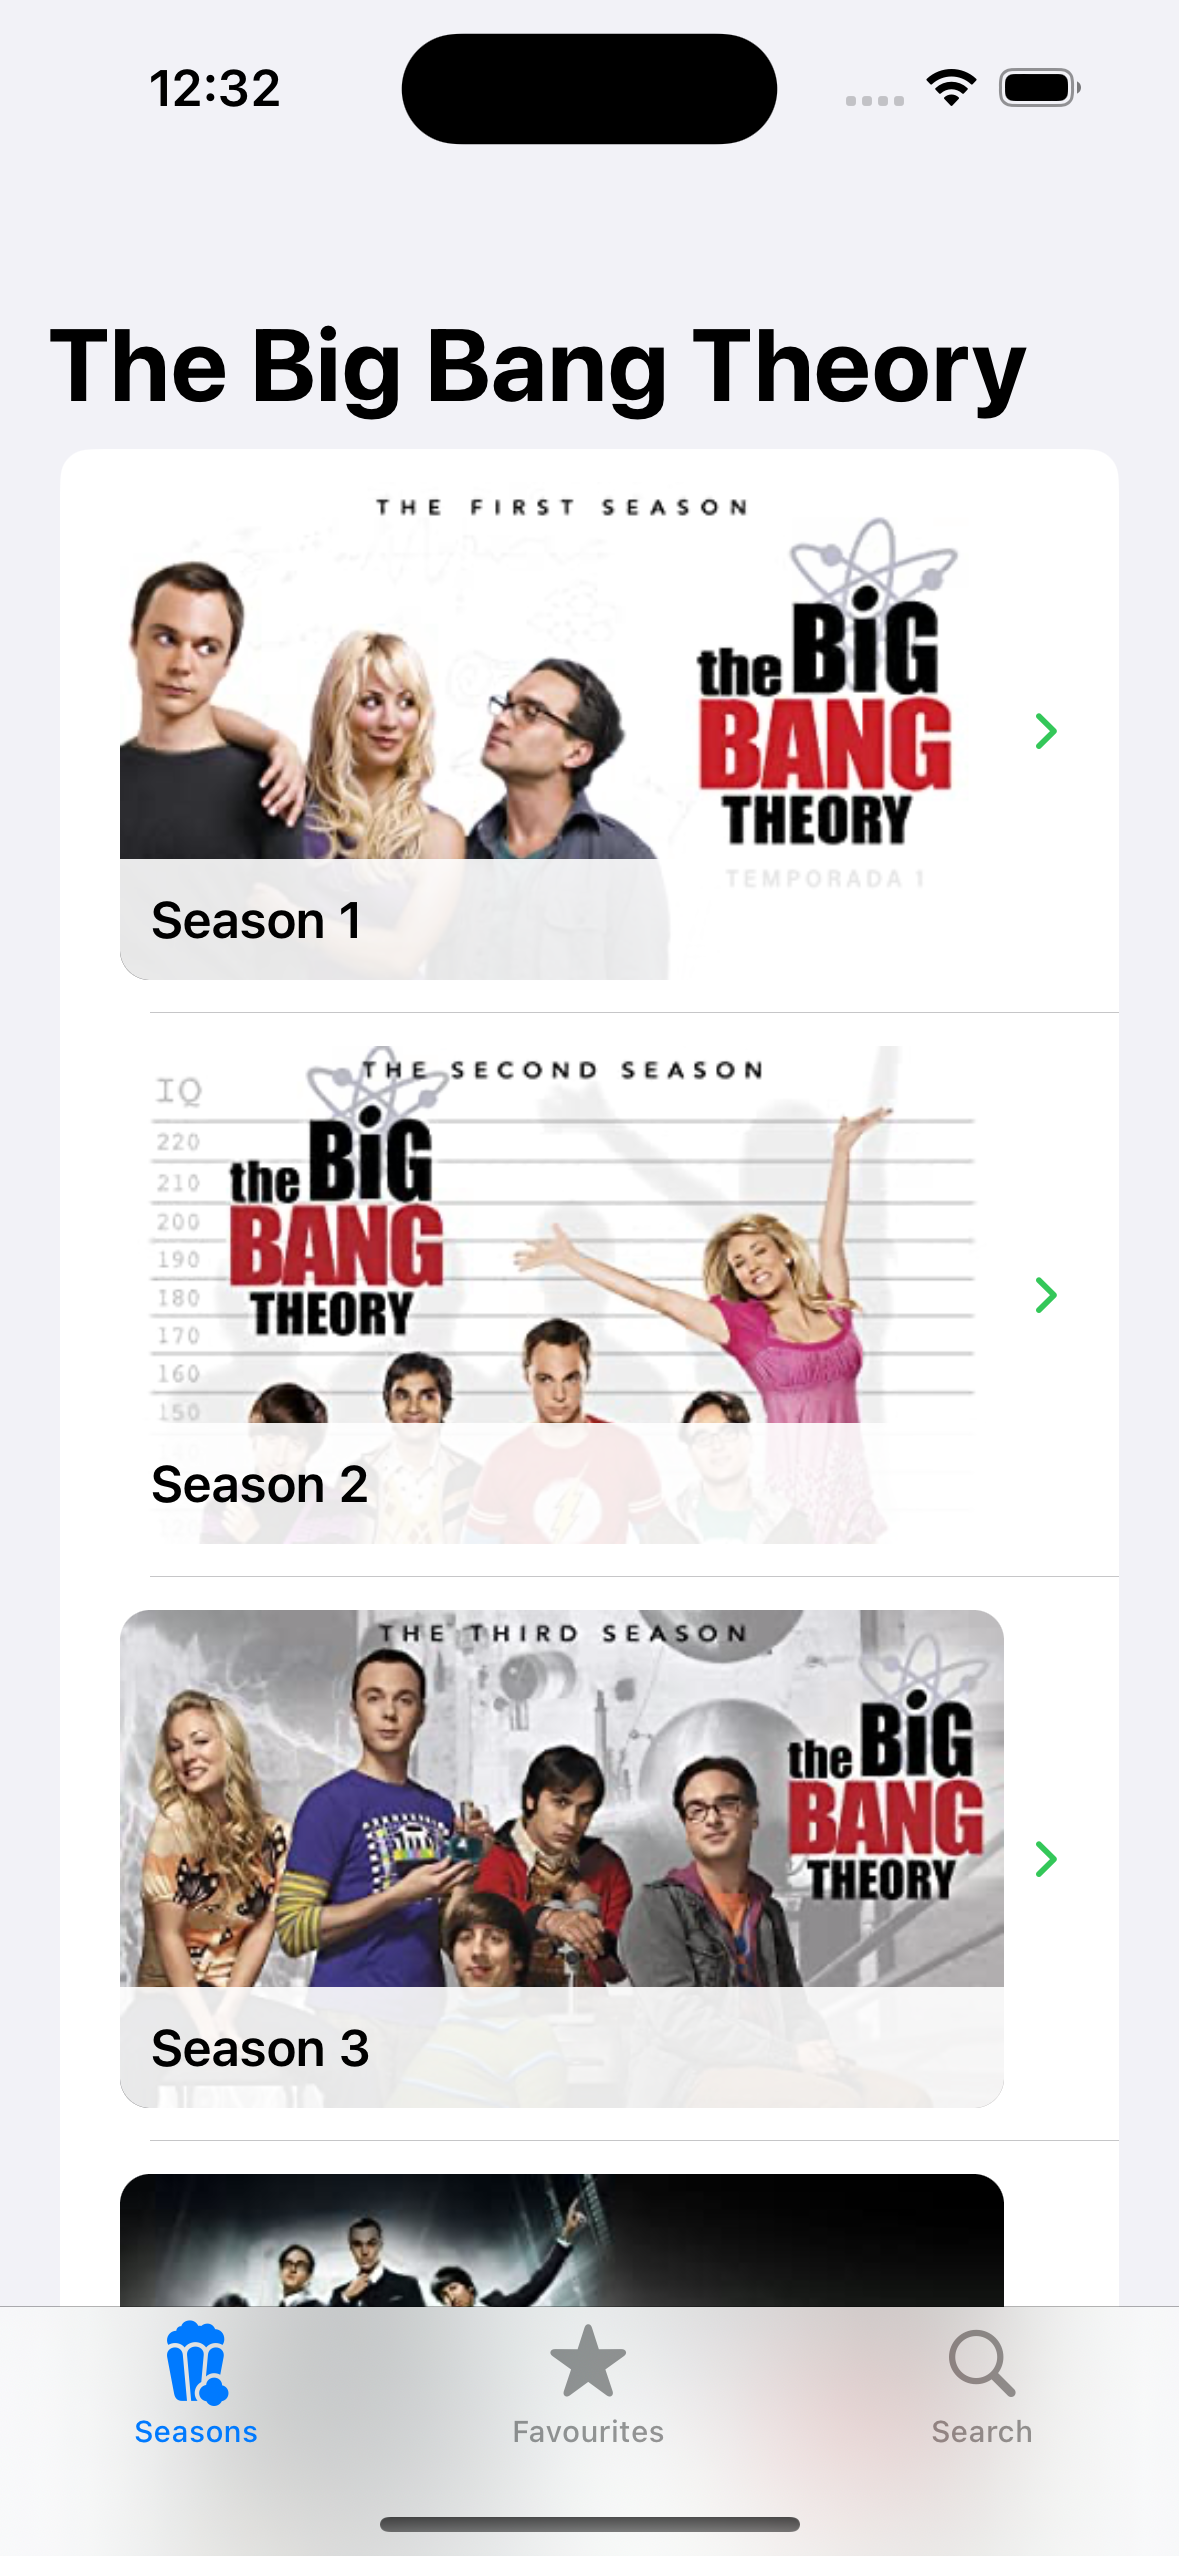 12:32
The Big Bang Theory
THE FIRST SEASON
the BiG
BANG
THEORY
TEMPORADA 1
Season 1
THE SECOND SEASON
IQ
220
210
200
190
180
170
160
150
the BiG
BANG
THEORY
Season 2
THE THIRD SEASON
the BiG
BANG
THEORY
Season 3
Seasons
Favourites
Search